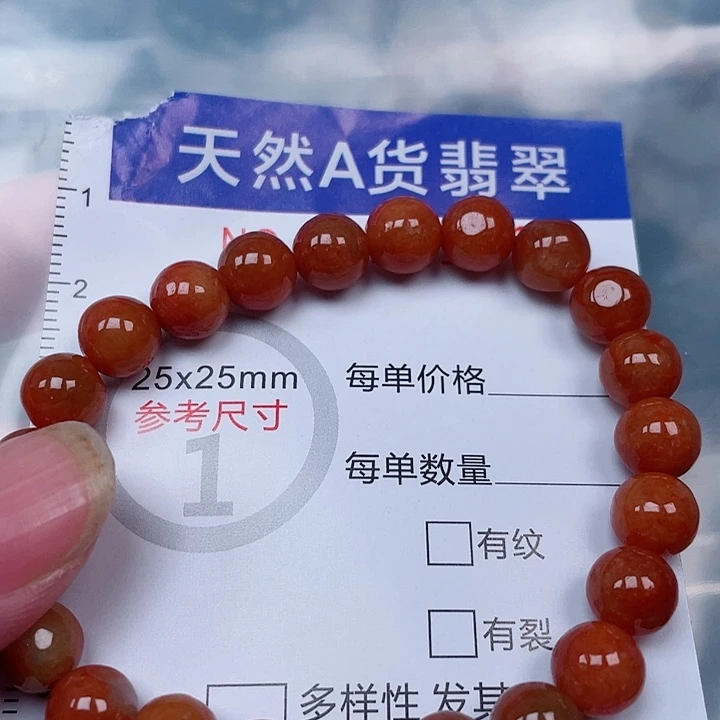 天然A货翡翠
1
2
25x25mm
参考尺寸
1
每单价格
每单数量
有纹
有裂
多样性